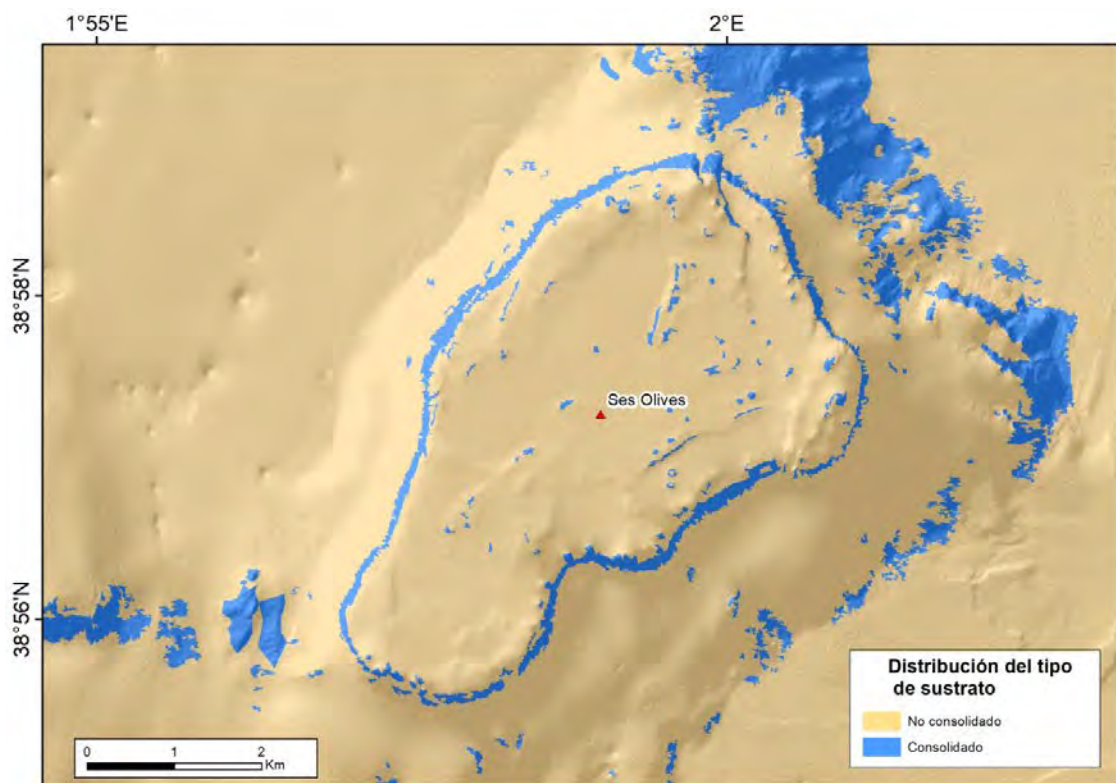 1°55'E
2°E
38°58'N
Ses Olives
38°56'N
Distribución del tipo
de sustrato
No consolidado
Consolidado
0 1 2
Km